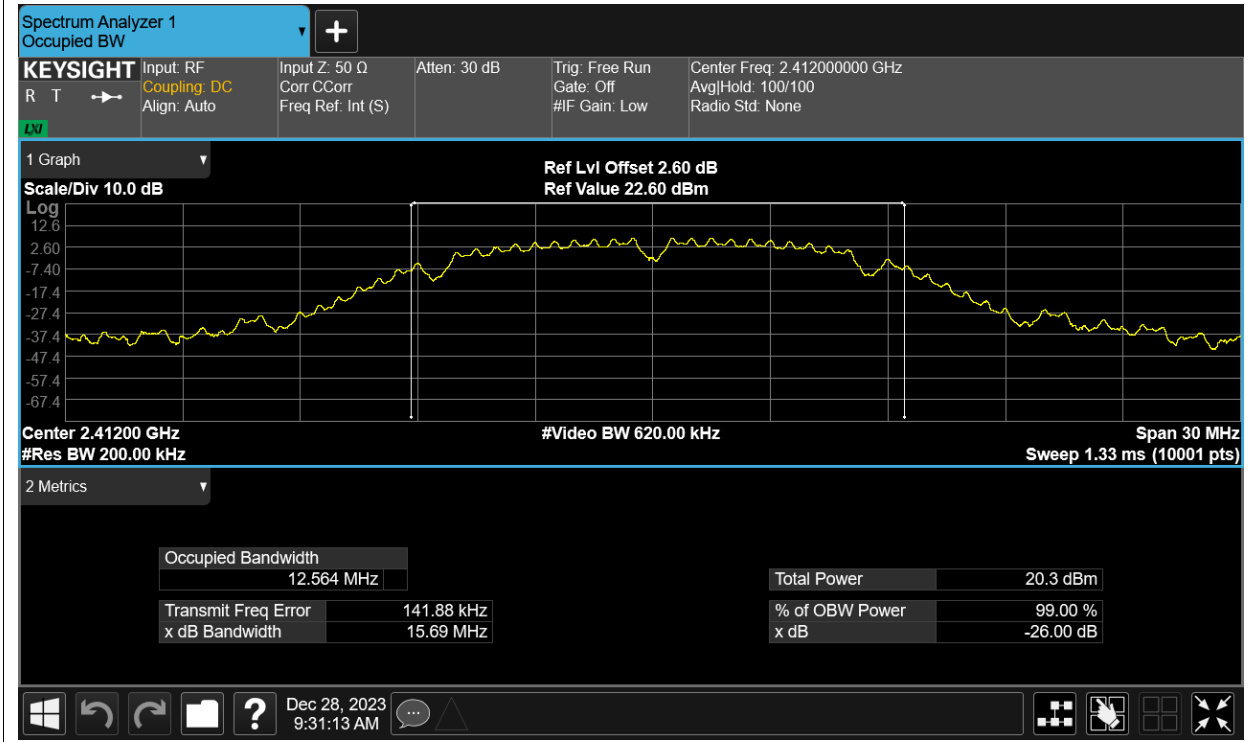 Spectrum Analyzer 1
Occupied BW
KEYSIGHT
R T
LXI
Input: RF
Coupling: DC
Align: Auto
Input Z: 50 Ω
Corr CCorr
Freq Ref: Int (S)
Atten: 30 dB
Trig: Free Run
Gate: Off
#IF Gain: Low
Center Freq: 2.412000000 GHz
Avg|Hold: 100/100
Radio Std: None
1 Graph
Scale/Div 10.0 dB
Ref Lvl Offset 2.60 dB
Ref Value 22.60 dBm
Log
12.6
2.60
-7.40
-17.4
-27.4
-37.4
-47.4
-57.4
-67.4
Center 2.41200 GHz
#Video BW 620.00 kHz
Span 30 MHz
#Res BW 200.00 kHz
Sweep 1.33 ms (10001 pts)
2 Metrics
Occupied Bandwidth
12.564 MHz
Total Power 20.3 dBm
Transmit Freq Error 141.88 kHz
% of OBW Power 99.00 %
x dB Bandwidth 15.69 MHz
x dB -26.00 dB
?
Dec 28, 2023
9:31:13 AM